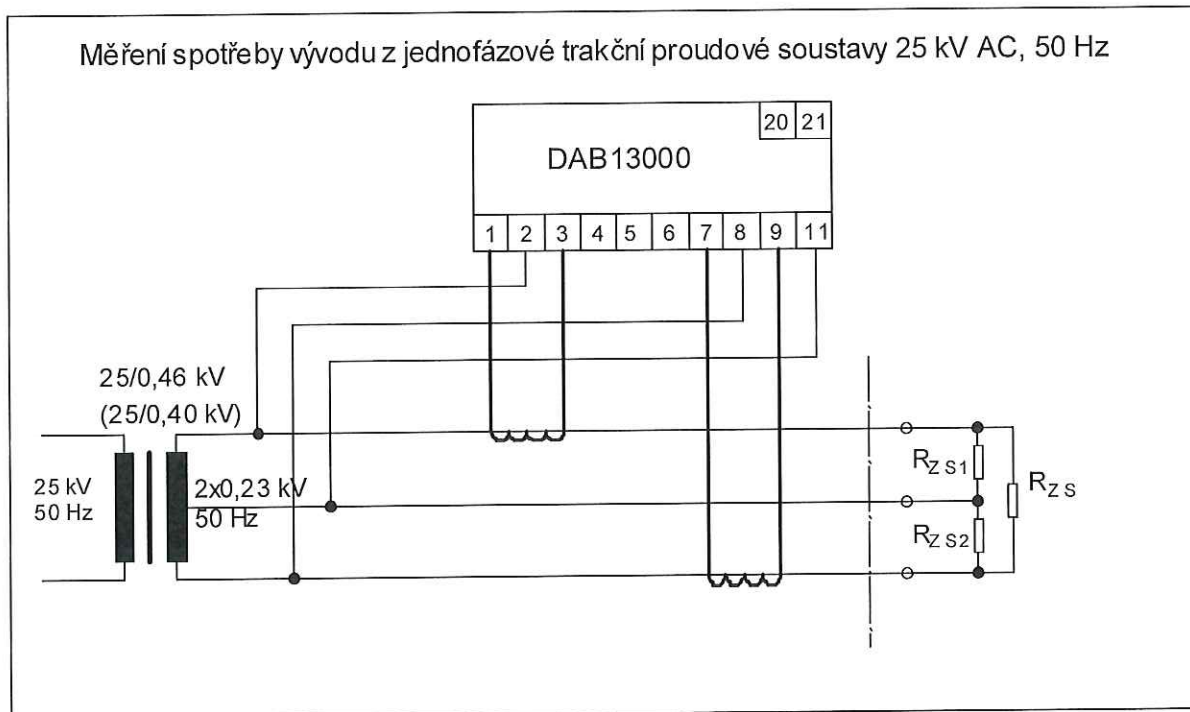 Měření spotřeby vývodu z jednofázové trakční proudové soustavy 25 kV AC, 50 Hz
20 21
DAB13000
1 2 3 4 5 6 7 8 9 11
25/0,46 kV
(25/0,40 kV)
25 kV
50 Hz
2x0,23 kV
50 Hz
RZ S1
RZ S
RZ S2